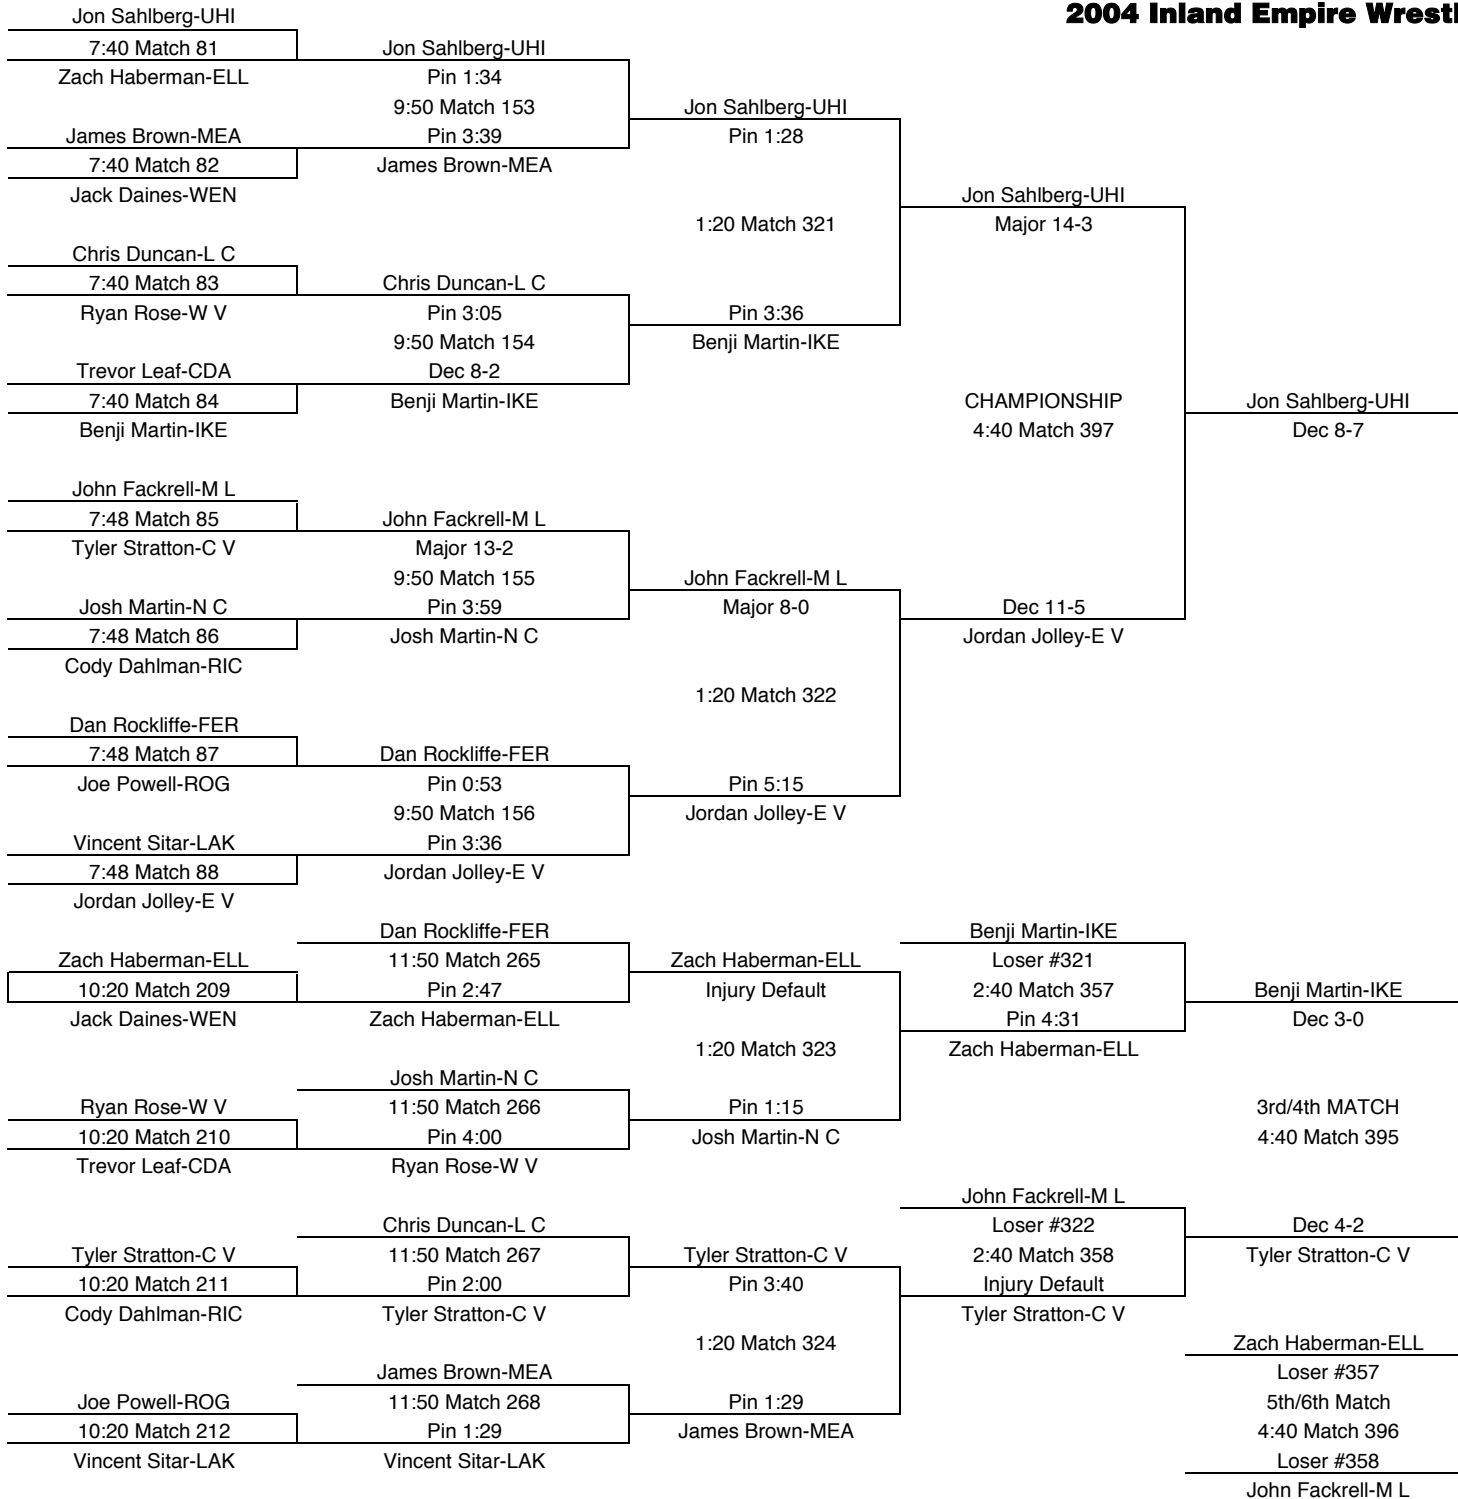 2004 Inland Empire Wrestl
Jon Sahlberg-UHI
7:40 Match 81
Zach Haberman-ELL
James Brown-MEA
7:40 Match 82
Jack Daines-WEN
Chris Duncan-L C
7:40 Match 83
Ryan Rose-W V
Trevor Leaf-CDA
7:40 Match 84
Benji Martin-IKE
John Fackrell-M L
7:48 Match 85
Tyler Stratton-C V
Josh Martin-N C
7:48 Match 86
Cody Dahlman-RIC
Dan Rockliffe-FER
7:48 Match 87
Joe Powell-ROG
Vincent Sitar-LAK
7:48 Match 88
Jordan Jolley-E V
Jon Sahlberg-UHI
Pin 1:34
9:50 Match 153
Pin 3:39
James Brown-MEA
Chris Duncan-L C
Pin 3:05
9:50 Match 154
Dec 8-2
Benji Martin-IKE
John Fackrell-M L
Major 13-2
9:50 Match 155
Pin 3:59
Josh Martin-N C
Dan Rockliffe-FER
Pin 0:53
9:50 Match 156
Pin 3:36
Jordan Jolley-E V
Jon Sahlberg-UHI
Pin 1:28
1:20 Match 321
Pin 3:36
Benji Martin-IKE
John Fackrell-M L
Major 8-0
1:20 Match 322
Pin 5:15
Jordan Jolley-E V
Jon Sahlberg-UHI
Major 14-3
CHAMPIONSHIP
4:40 Match 397
Dec 11-5
Jordan Jolley-E V
Jon Sahlberg-UHI
Dec 8-7
Zach Haberman-ELL
10:20 Match 209
Jack Daines-WEN
Ryan Rose-W V
10:20 Match 210
Trevor Leaf-CDA
Tyler Stratton-C V
10:20 Match 211
Cody Dahlman-RIC
Joe Powell-ROG
10:20 Match 212
Vincent Sitar-LAK
Dan Rockliffe-FER
11:50 Match 265
Pin 2:47
Zach Haberman-ELL
Josh Martin-N C
11:50 Match 266
Pin 4:00
Ryan Rose-W V
Chris Duncan-L C
11:50 Match 267
Pin 2:00
Tyler Stratton-C V
James Brown-MEA
11:50 Match 268
Pin 1:29
Vincent Sitar-LAK
Zach Haberman-ELL
Injury Default
1:20 Match 323
Pin 1:15
Josh Martin-N C
Tyler Stratton-C V
Pin 3:40
1:20 Match 324
Pin 1:29
James Brown-MEA
Benji Martin-IKE
Loser #321
2:40 Match 357
Pin 4:31
Zach Haberman-ELL
John Fackrell-M L
Loser #322
2:40 Match 358
Injury Default
Tyler Stratton-C V
Benji Martin-IKE
Dec 3-0
3rd/4th MATCH
4:40 Match 395
Dec 4-2
Tyler Stratton-C V
Zach Haberman-ELL
Loser #357
5th/6th Match
4:40 Match 396
Loser #358
John Fackrell-M L